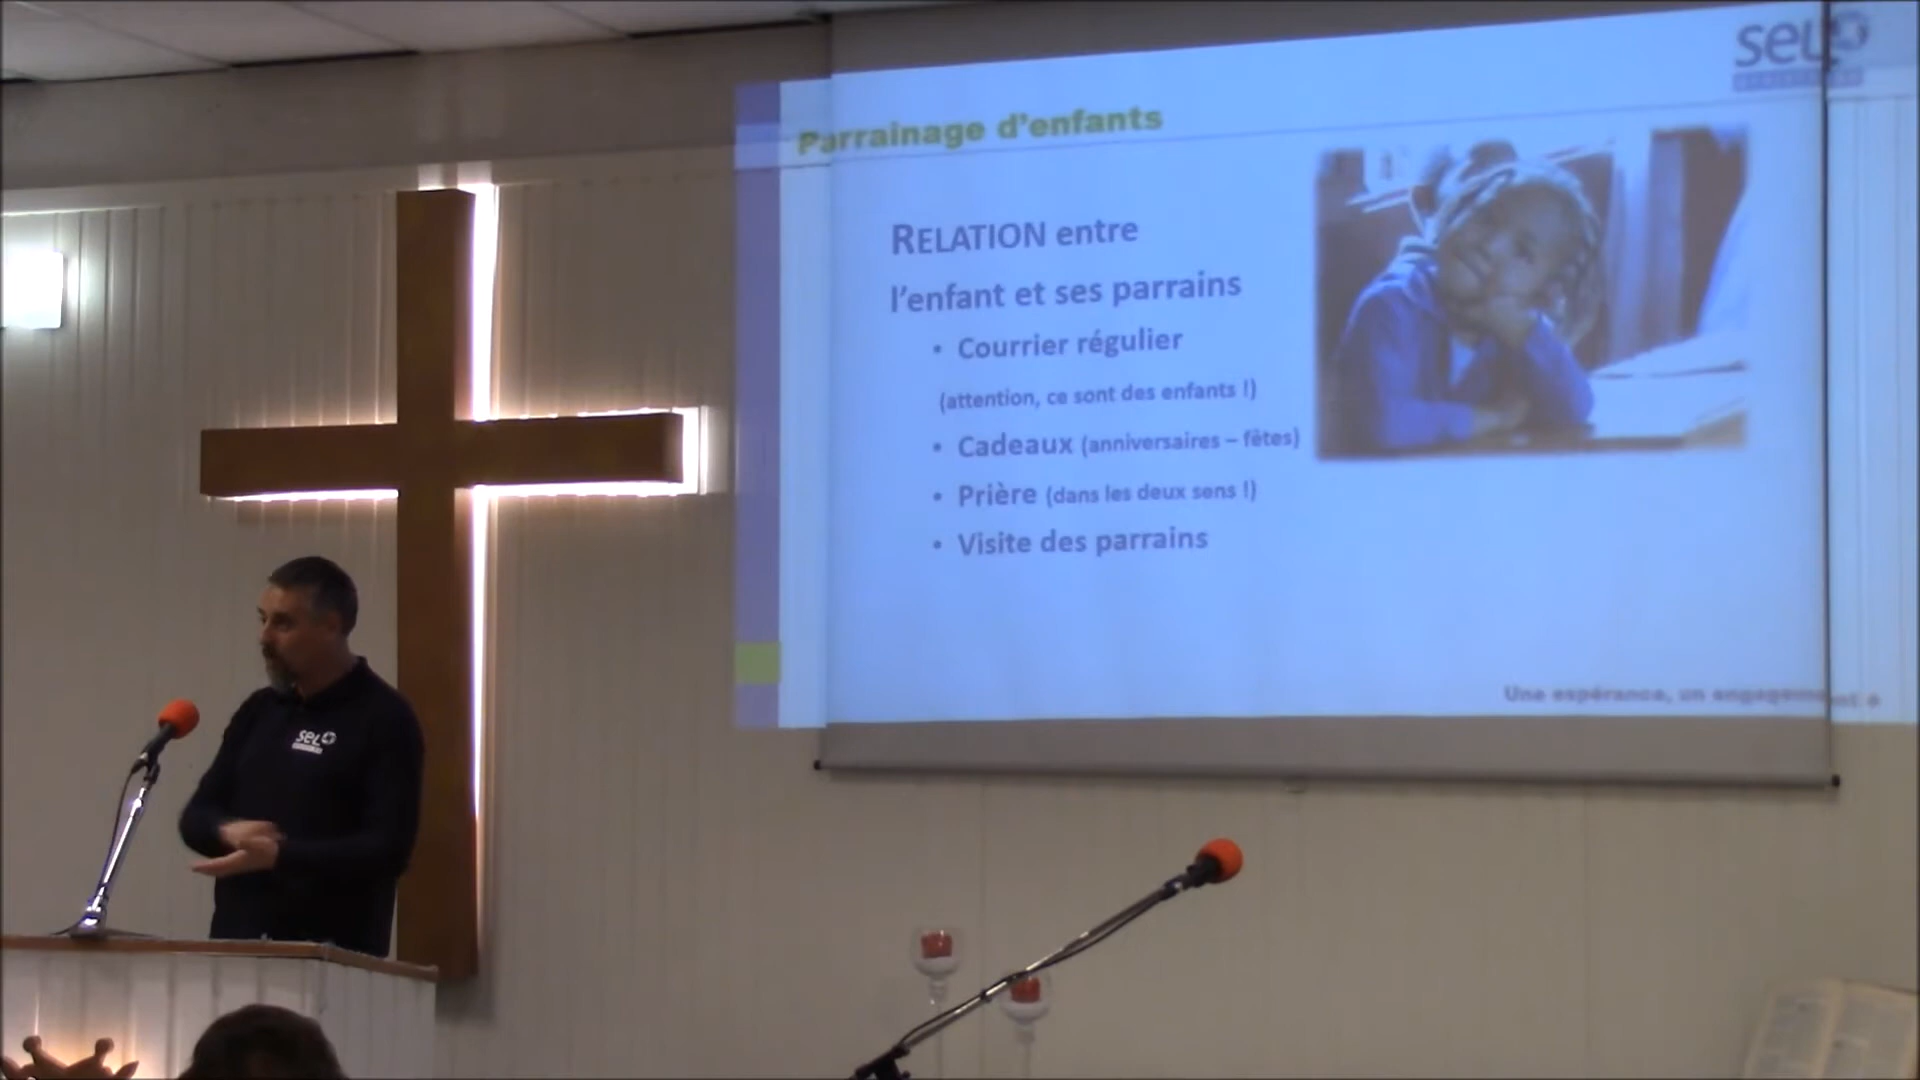 sel
Parrainage d'enfants
RELATION entre
l'enfant et ses parrains
• Courrier régulier
(attention, ce sont des enfants !)
• Cadeaux (anniversaires – fêtes)
• Prière (dans les deux sens !)
• Visite des parrains
Une espérance, un engagement
sel